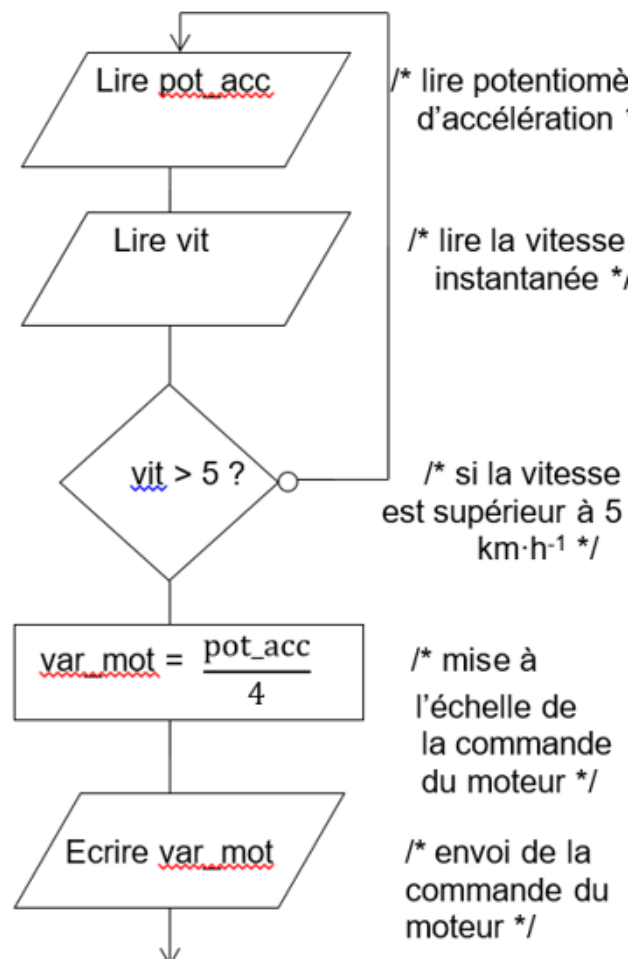 Lire pot_acc
/* lire potentiomè
d'accélération
Lire vit
/* lire la vitesse
instantanée */
vit > 5 ?
/* si la vitesse
est supérieur à 5
km·h⁻¹ */
var_mot = pot_acc
4
/* mise à
l'échelle de
la commande
du moteur */
Ecrire var_mot
/* envoi de la
commande du
moteur */